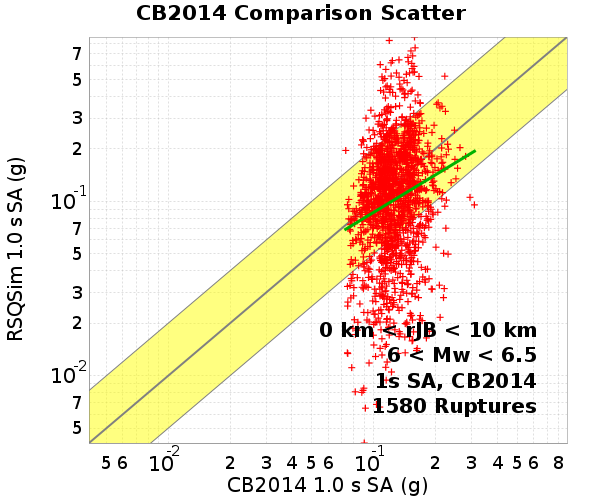 CB2014 Comparison Scatter
7
5
3
2
10-1
7
5
3
2
10-2
7
5
RSQSim 1.0 s SA (g)
0 km < rJB < 10 km
6 < Mw < 6.5
1s SA, CB2014
1580 Ruptures
5 6 10-2 2 3 4 5 6 10-1 2 3 4 5 6 8
CB2014 1.0 s SA (g)